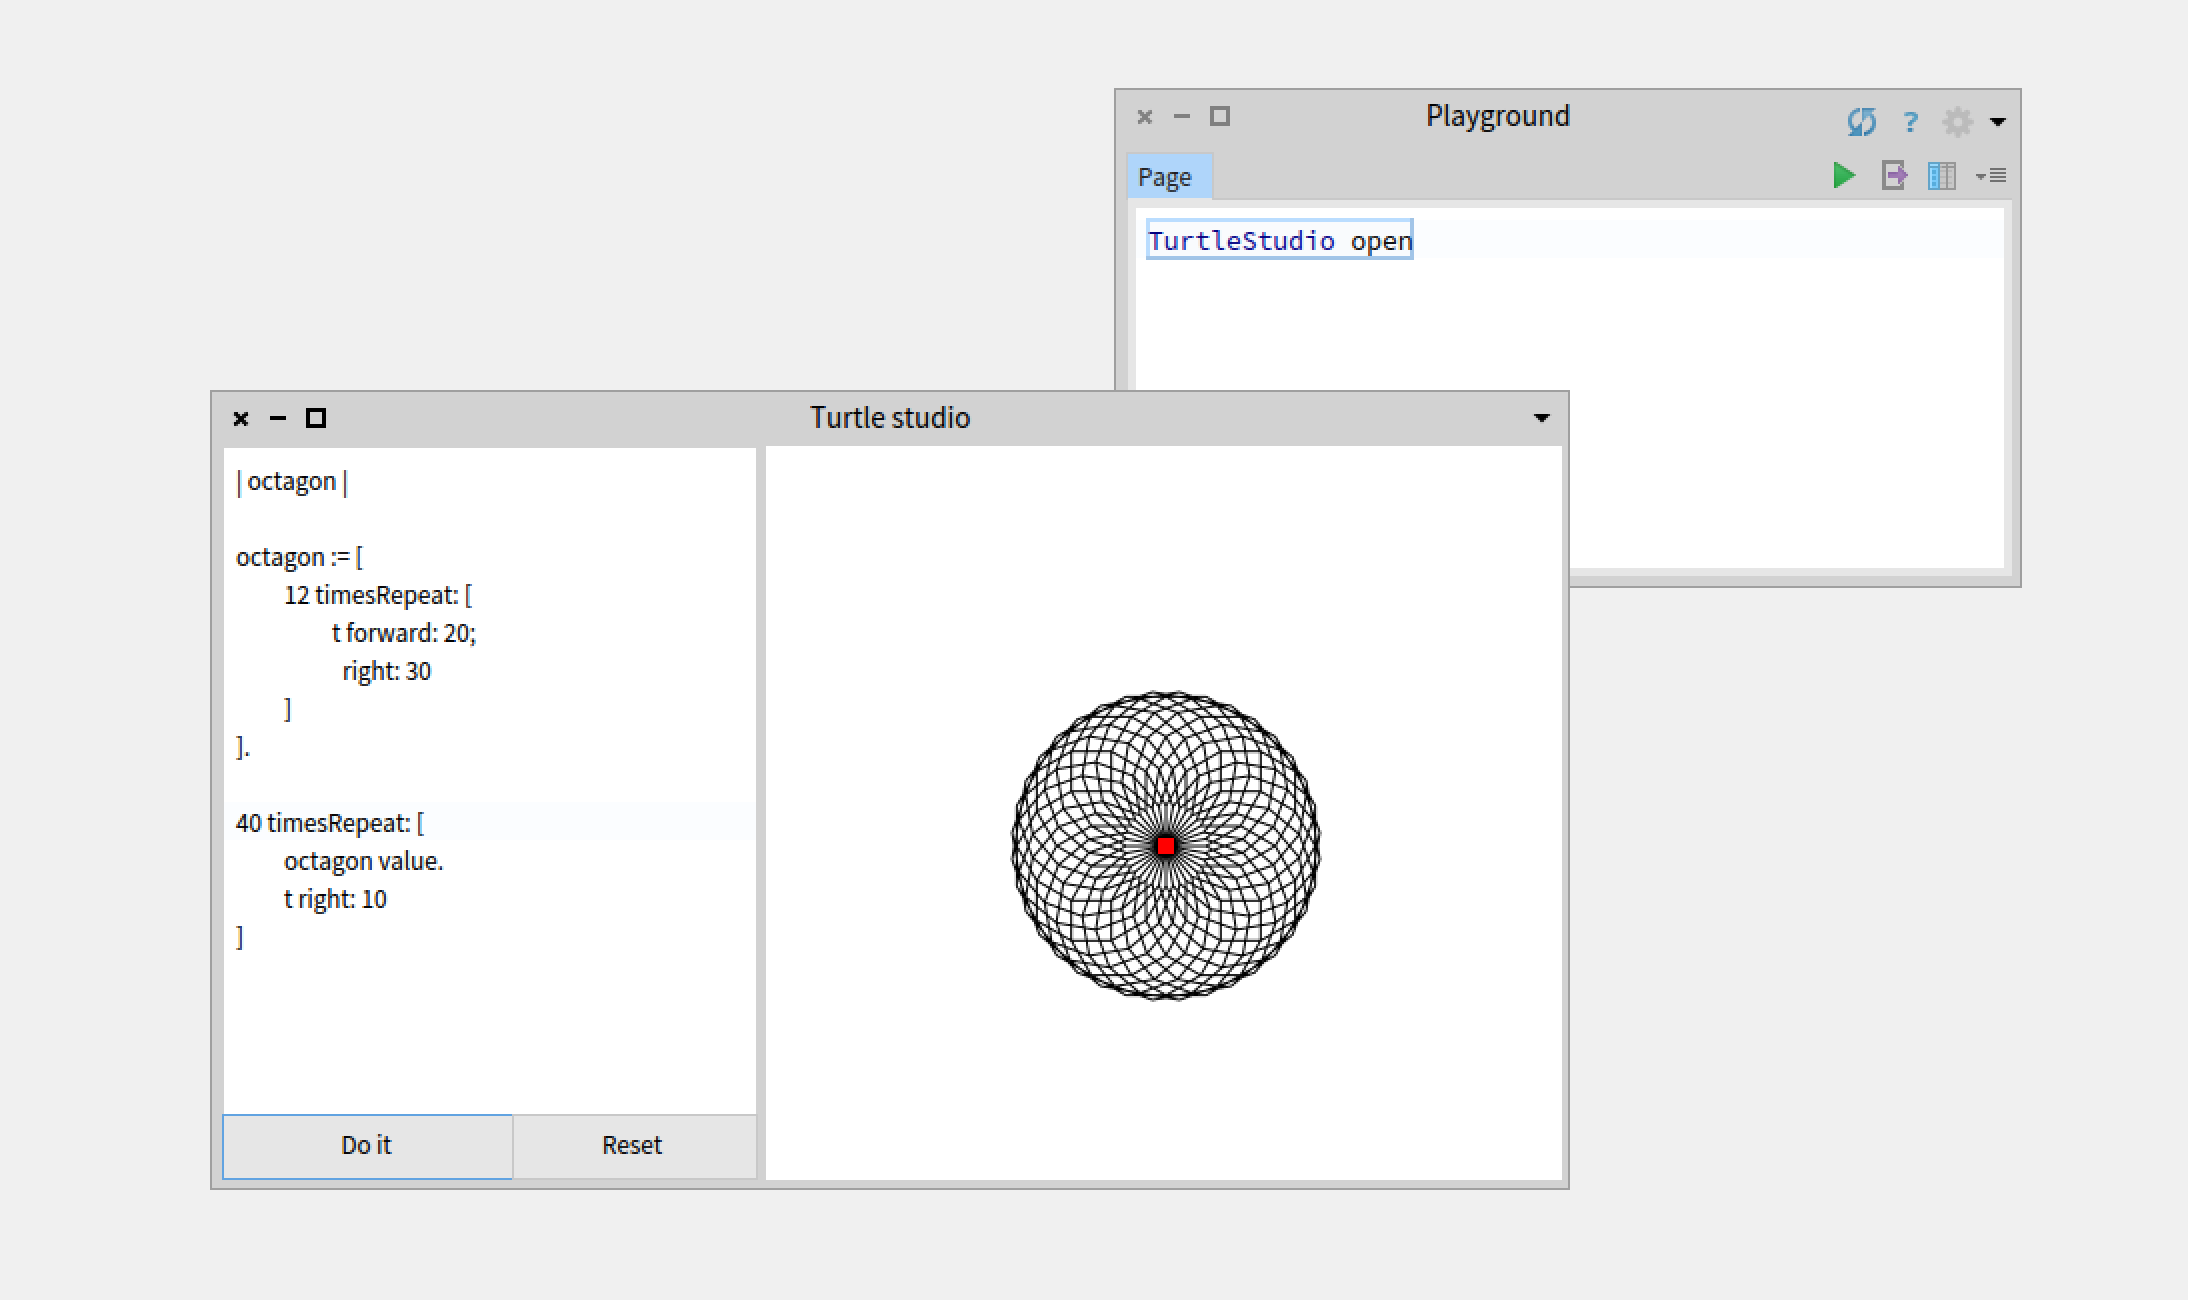 Playground
?
Page
TurtleStudio open
Turtle studio
| octagon |
octagon := [
12 timesRepeat: [
t forward: 20;
right: 30
]
].
40 timesRepeat: [
octagon value.
t right: 10
]
Do it
Reset